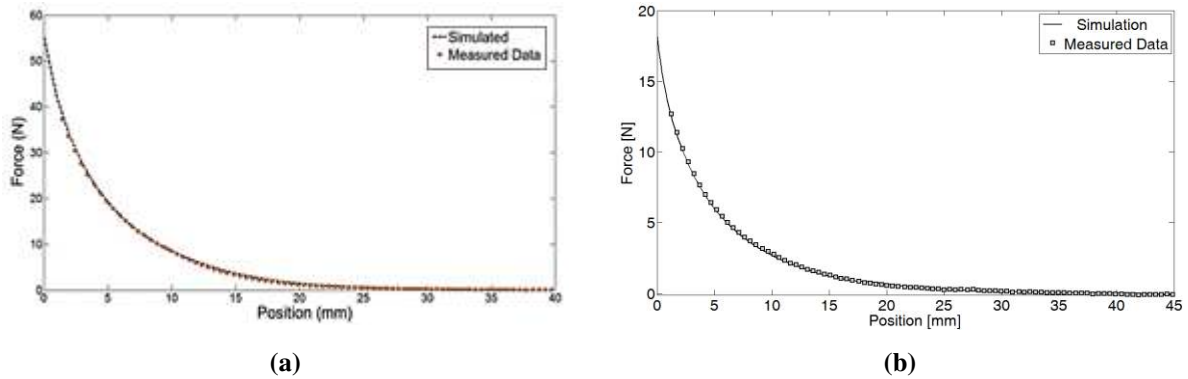 60
50
40
30
20
10
0
Force (N)
0 5 10 15 20 25 30 35 40
Position (mm)
Simulated
Measured Data
(a)
20
15
10
5
0
Force [N]
0 5 10 15 20 25 30 35 40 45
Position [mm]
Simulation
Measured Data
(b)